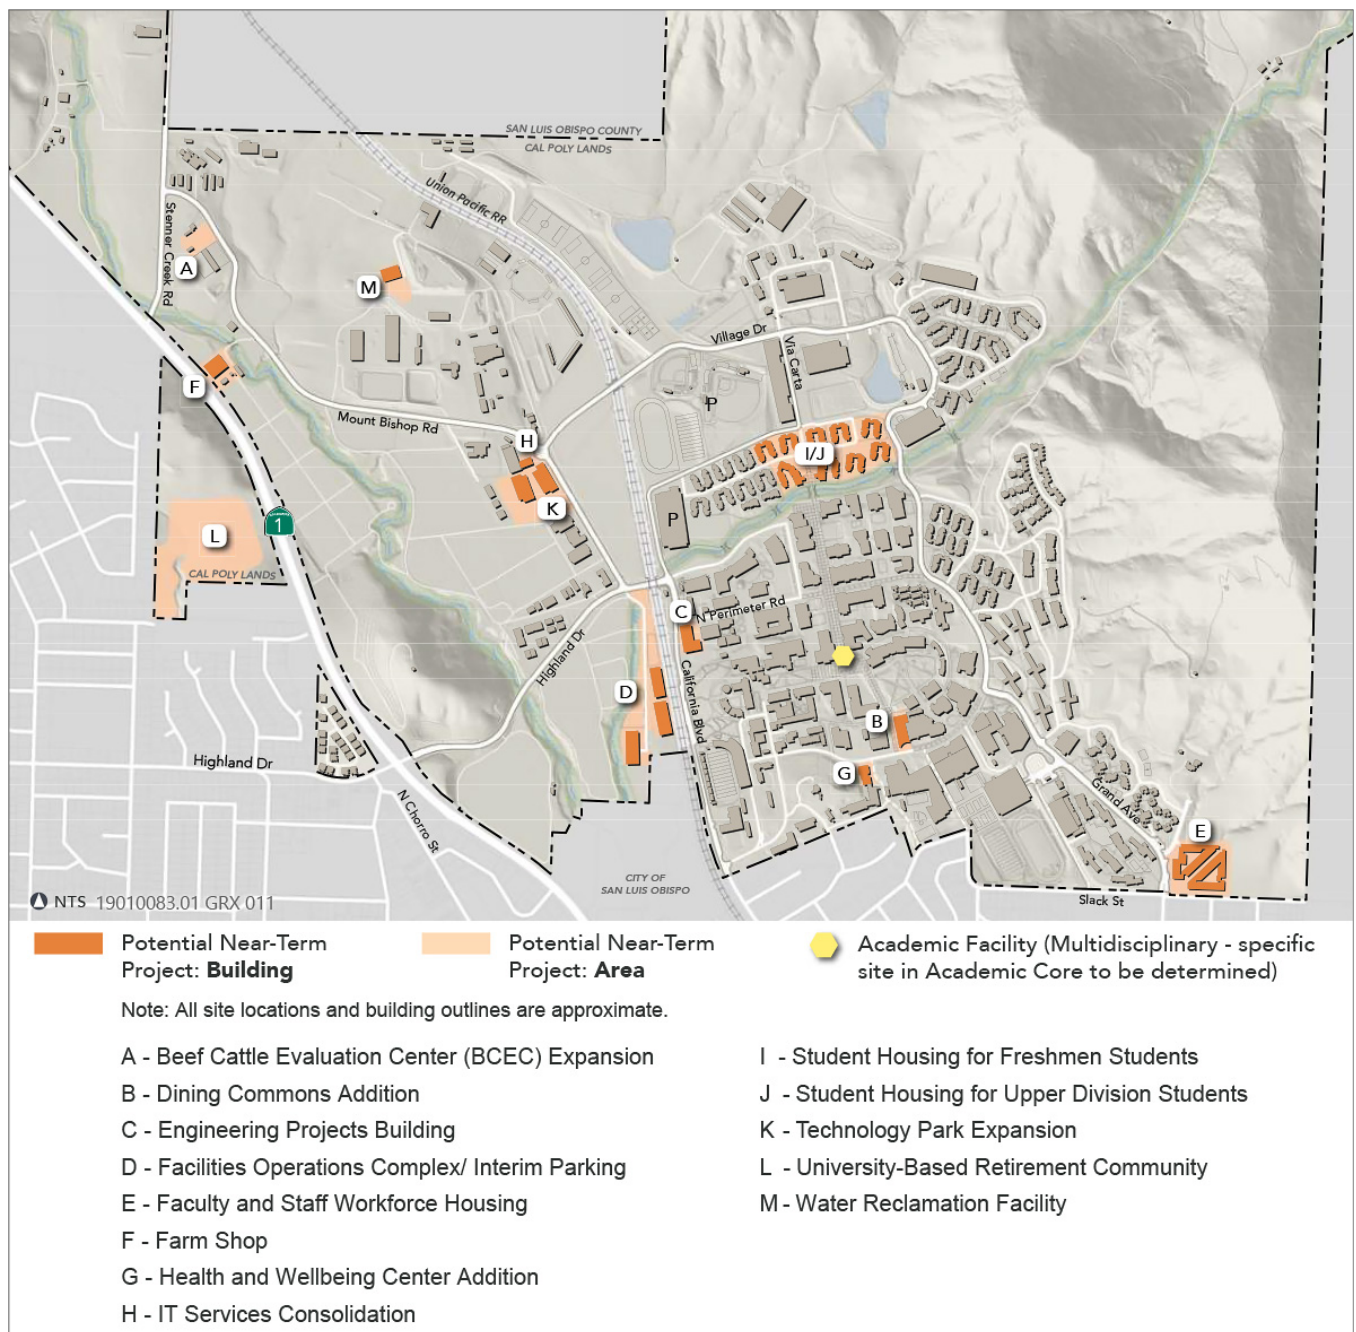 SAN LUIS OBISPO COUNTY
CAL POLY LANDS
Union Pacific RR
Stenner Creek Rd
A
M
Village Dr
Via Carta
F
P
Mount Bishop Rd
H
I/J
K
P
L
1
CAL POLY LANDS
C
N Perimeter Rd
Highland Dr
California Blvd
D
B
Highland Dr
G
N Chorro St
Grand Ave
E
CITY OF
SAN LUIS OBISPO
Slack St
NTS 19010083.01 GRX 011
Potential Near-Term
Project: Building
Potential Near-Term
Project: Area
Academic Facility (Multidisciplinary - specific
site in Academic Core to be determined)
Note: All site locations and building outlines are approximate.
A - Beef Cattle Evaluation Center (BCEC) Expansion
B - Dining Commons Addition
C - Engineering Projects Building
D - Facilities Operations Complex/ Interim Parking
E - Faculty and Staff Workforce Housing
F - Farm Shop
G - Health and Wellbeing Center Addition
H - IT Services Consolidation
I - Student Housing for Freshmen Students
J - Student Housing for Upper Division Students
K - Technology Park Expansion
L - University-Based Retirement Community
M - Water Reclamation Facility